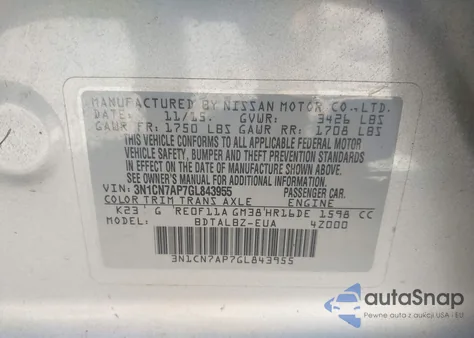 MANUFACTURED BY NISSAN MOTOR CO.,LTD.
DATE: 11/15. GVWR: 3426 LBS
GAWR FR: 1750 LBS GAWR RR: 1708 LBS
THIS VEHICLE CONFORMS TO ALL APPLICABLE FEDERAL MOTOR
VEHICLE SAFETY, BUMPER AND THEFT PREVENTION STANDARDS
IN EFFECT ON THE DATE OF MANUFACTURE SHOWN ABOVE.
SEE OWNER'S MANUAL FOR ADDITIONAL INFORMATION.
VIN: 3N1CN7AP7GL843955 PASSENGER CAR.
COLOR TRIM TRANS AXLE ENGINE
K23 G RE0F11A GM38 HR16DE 1598 CC
MODEL: BDTALBZ-EUA 42000
3N1CN7AP7GL843955
autaSnap
Pewne auta z dostępem USA - EU